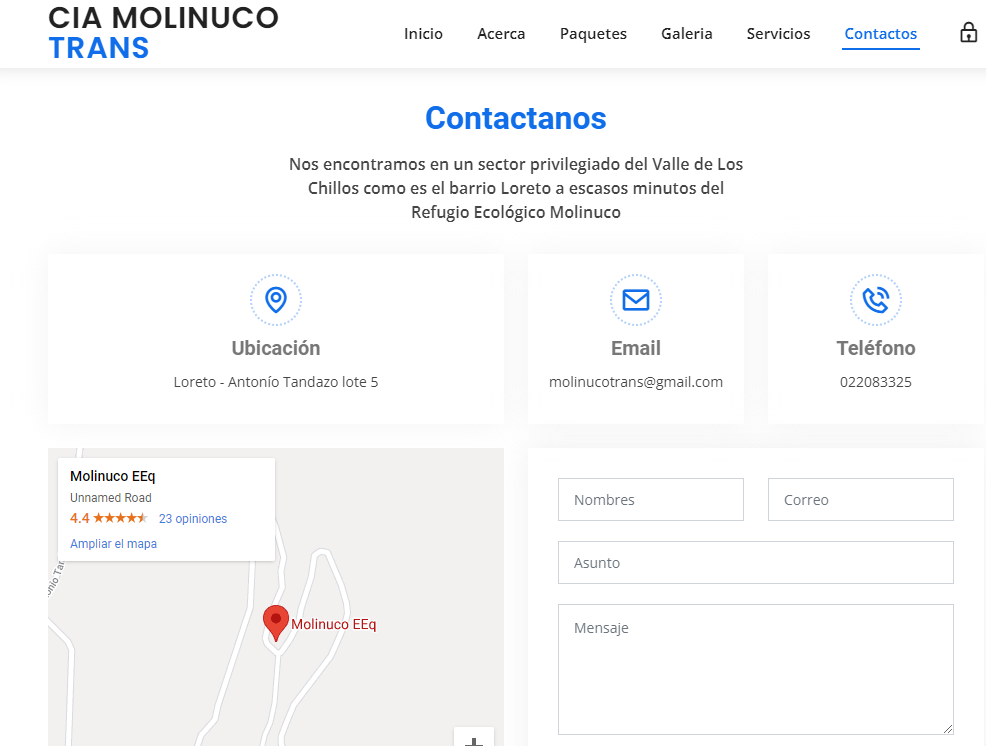 CIA MOLINUCO
TRANS
Inicio
Acerca
Paquetes
Galeria
Servicios
Contactos
Contactanos
Nos encontramos en un sector privilegiado del Valle de Los
Chillos como es el barrio Loreto a escasos minutos del
Refugio Ecológico Molinuco
Ubicación
Loreto - Antonío Tandazo lote 5
Email
molinucotrans@gmail.com
Teléfono
022083325
Molinuco EEq
Unnamed Road
4.4
23 opiniones
Ampliar el mapa
Molinuco EEq
Nombres
Correo
Asunto
Mensaje